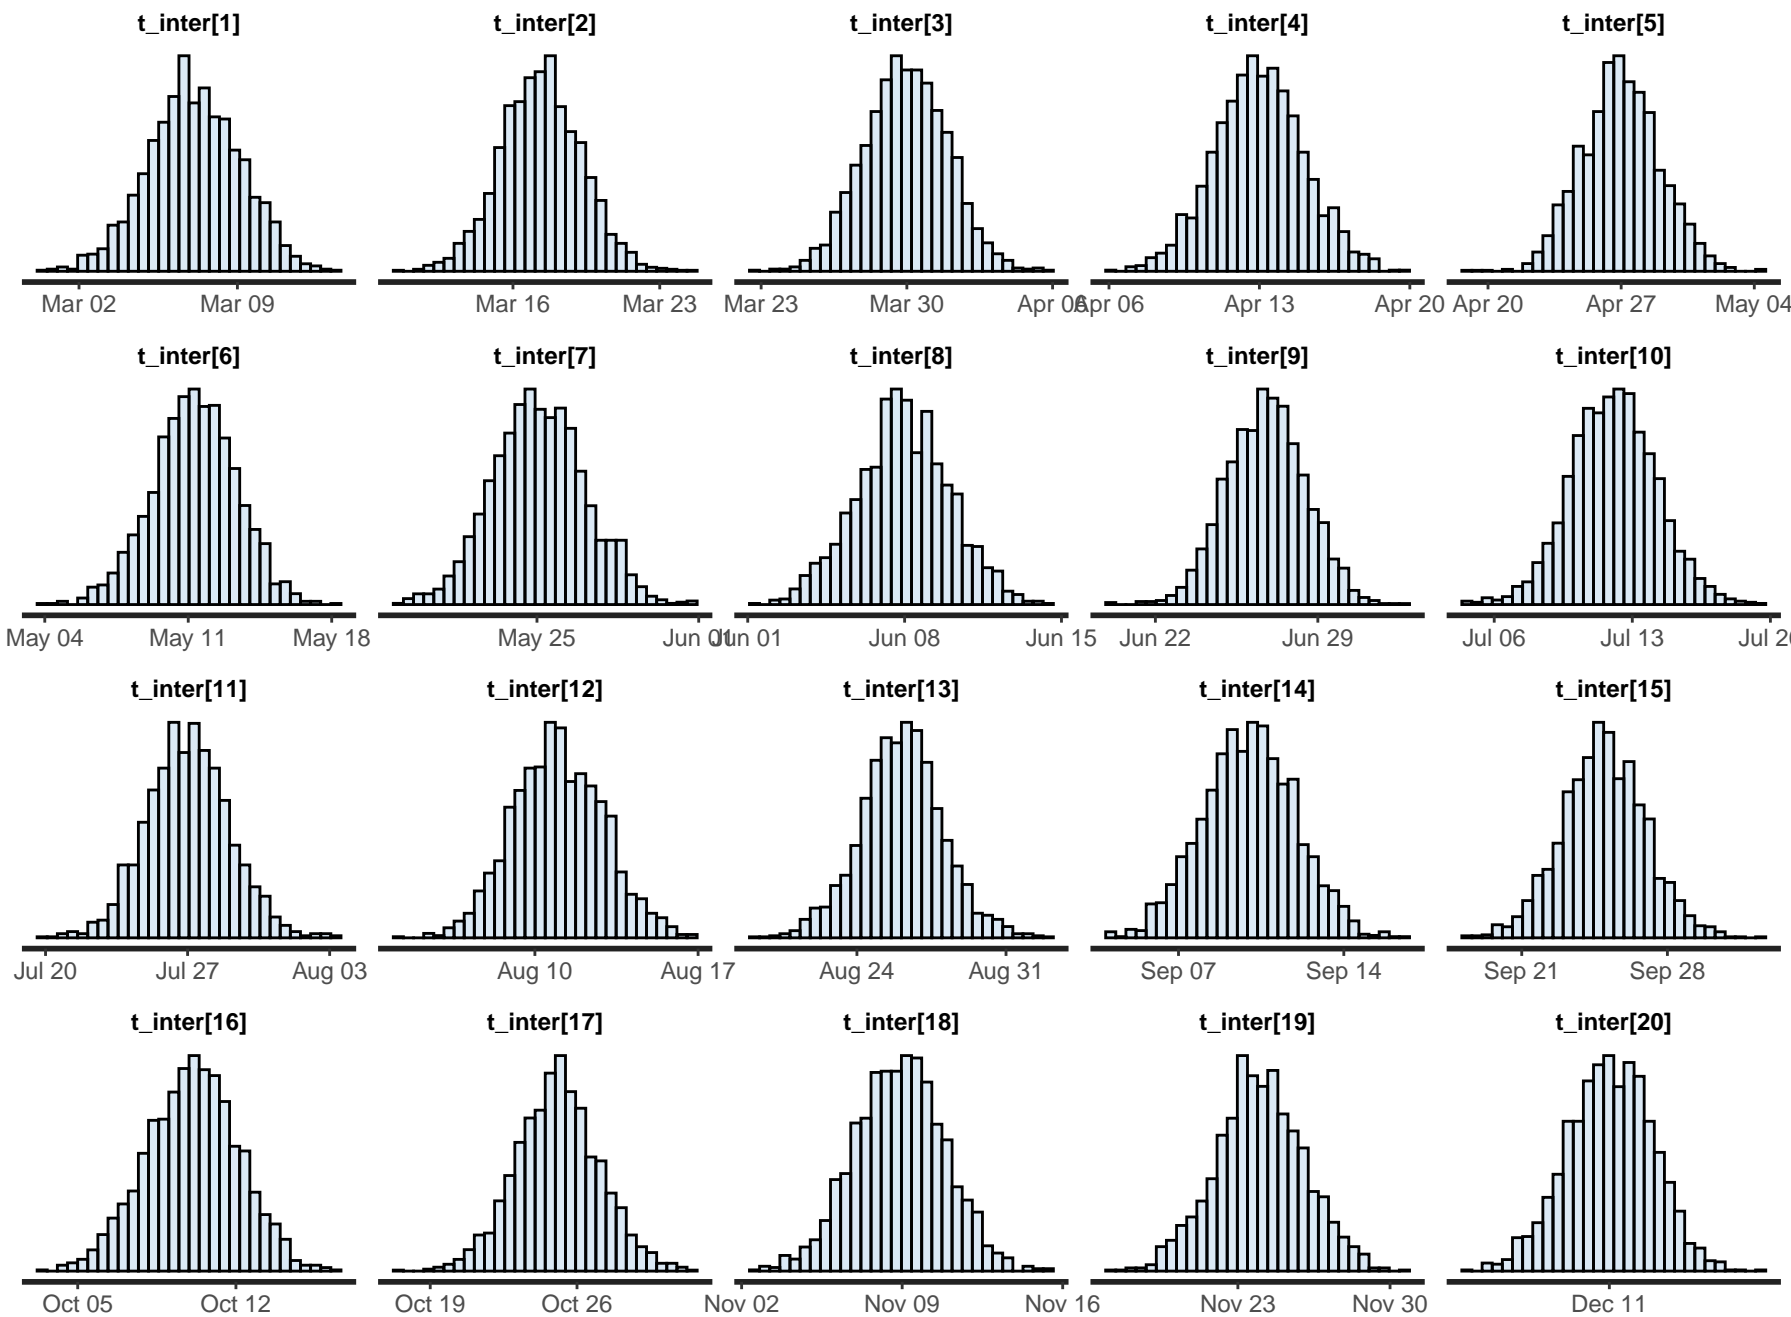 t_inter[1] t_inter[2] t_inter[3] t_inter[4] t_inter[5]
Mar 02 Mar 09 Mar 16 Mar 23 Mar 23 Mar 30 Apr 06 Apr 06 Apr 13 Apr 20 Apr 20 Apr 27 May 04
t_inter[6] t_inter[7] t_inter[8] t_inter[9] t_inter[10]
May 04 May 11 May 18 May 25 Jun 01 Jun 01 Jun 08 Jun 15 Jun 22 Jun 29 Jul 06 Jul 13 Jul 20
t_inter[11] t_inter[12] t_inter[13] t_inter[14] t_inter[15]
Jul 20 Jul 27 Aug 03 Aug 10 Aug 17 Aug 24 Aug 31 Sep 07 Sep 14 Sep 21 Sep 28
t_inter[16] t_inter[17] t_inter[18] t_inter[19] t_inter[20]
Oct 05 Oct 12 Oct 19 Oct 26 Nov 02 Nov 09 Nov 16 Nov 23 Nov 30 Dec 11